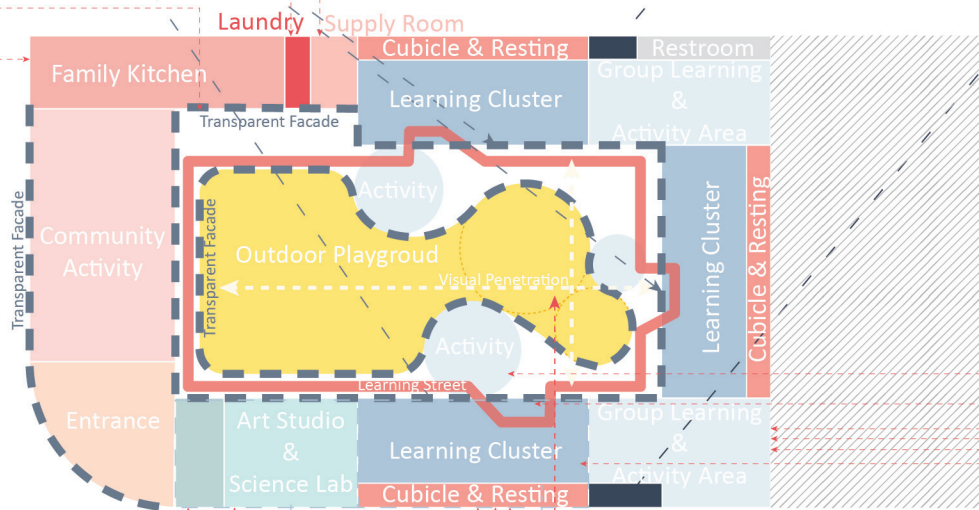 Laundry
Supply Room
Cubicle & Resting
Restroom
Family Kitchen
Learning Cluster
Group Learning
&
Activity Area
Transparent Facade
Activity
Learning Cluster
Cubicle & Resting
Transparent Facade
Community
Activity
Transparent Facade
Outdoor Playgroud
Visual Penetration
Activity
Learning Street
Entrance
Art Studio
&
Science Lab
Learning Cluster
Group Learning
&
Activity Area
Cubicle & Resting